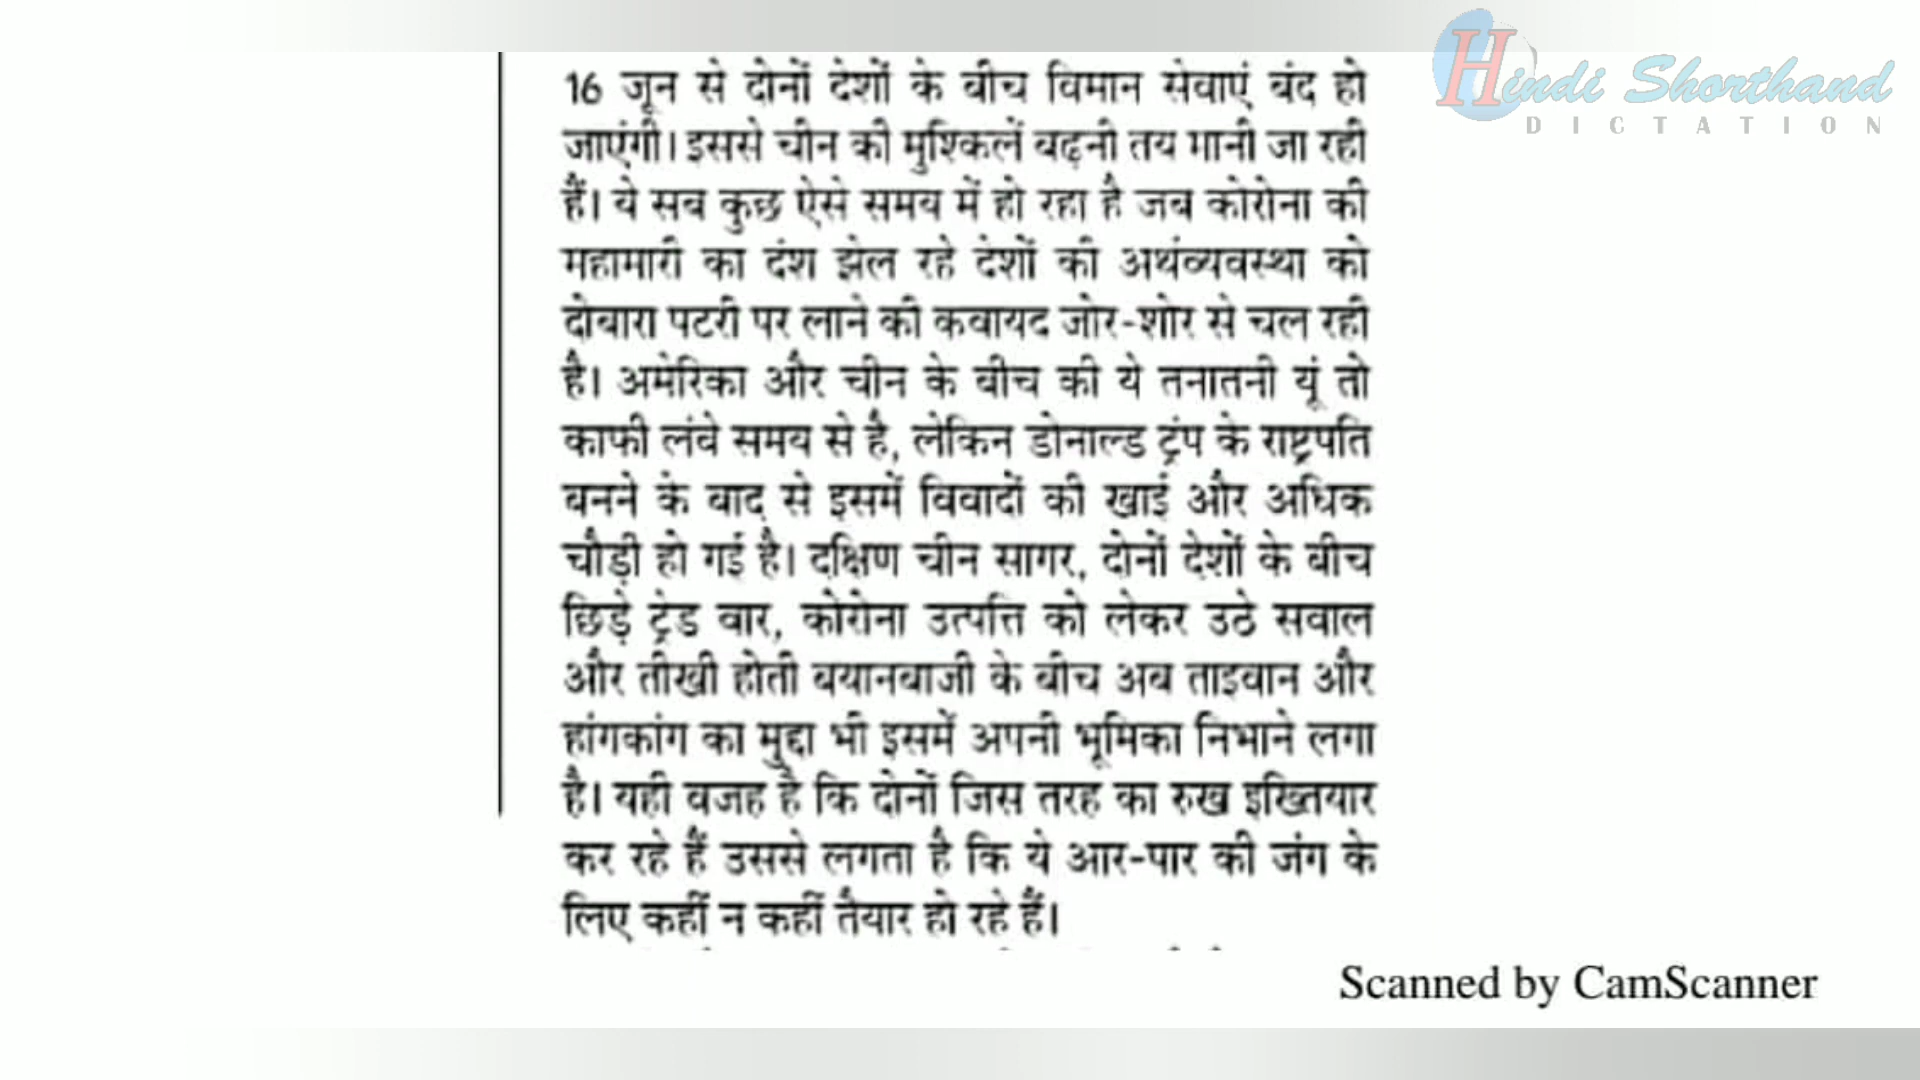 Hindi Shorthand
DICTATION
16 जून से दोनों देशों के बीच विमान सेवाएं बंद हो
जाएंगी। इससे चीन की मुश्किलें बढ़नी तय मानी जा रही
हैं। ये सब कुछ ऐसे समय में हो रहा है जब कोरोना की
महामारी का दंश झेल रहे देशों की अर्थव्यवस्था को
दोबारा पटरी पर लाने की कवायद जोर-शोर से चल रही
है। अमेरिका और चीन के बीच की ये तनातनी यूं तो
काफी लंबे समय से है, लेकिन डोनाल्ड ट्रंप के राष्ट्रपति
बनने के बाद से इसमें विवादों की खाई और अधिक
चौड़ी हो गई है। दक्षिण चीन सागर, दोनों देशों के बीच
छिड़े ट्रेड वार, कोरोना उत्पत्ति को लेकर उठे सवाल
और तीखी होती बयानबाजी के बीच अब ताइवान और
हांगकांग का मुद्दा भी इसमें अपनी भूमिका निभाने लगा
है। यही वजह है कि दोनों जिस तरह का रुख इख्तियार
कर रहे हैं उससे लगता है कि ये आर-पार की जंग के
लिए कहीं न कहीं तैयार हो रहे हैं।
Scanned by CamScanner